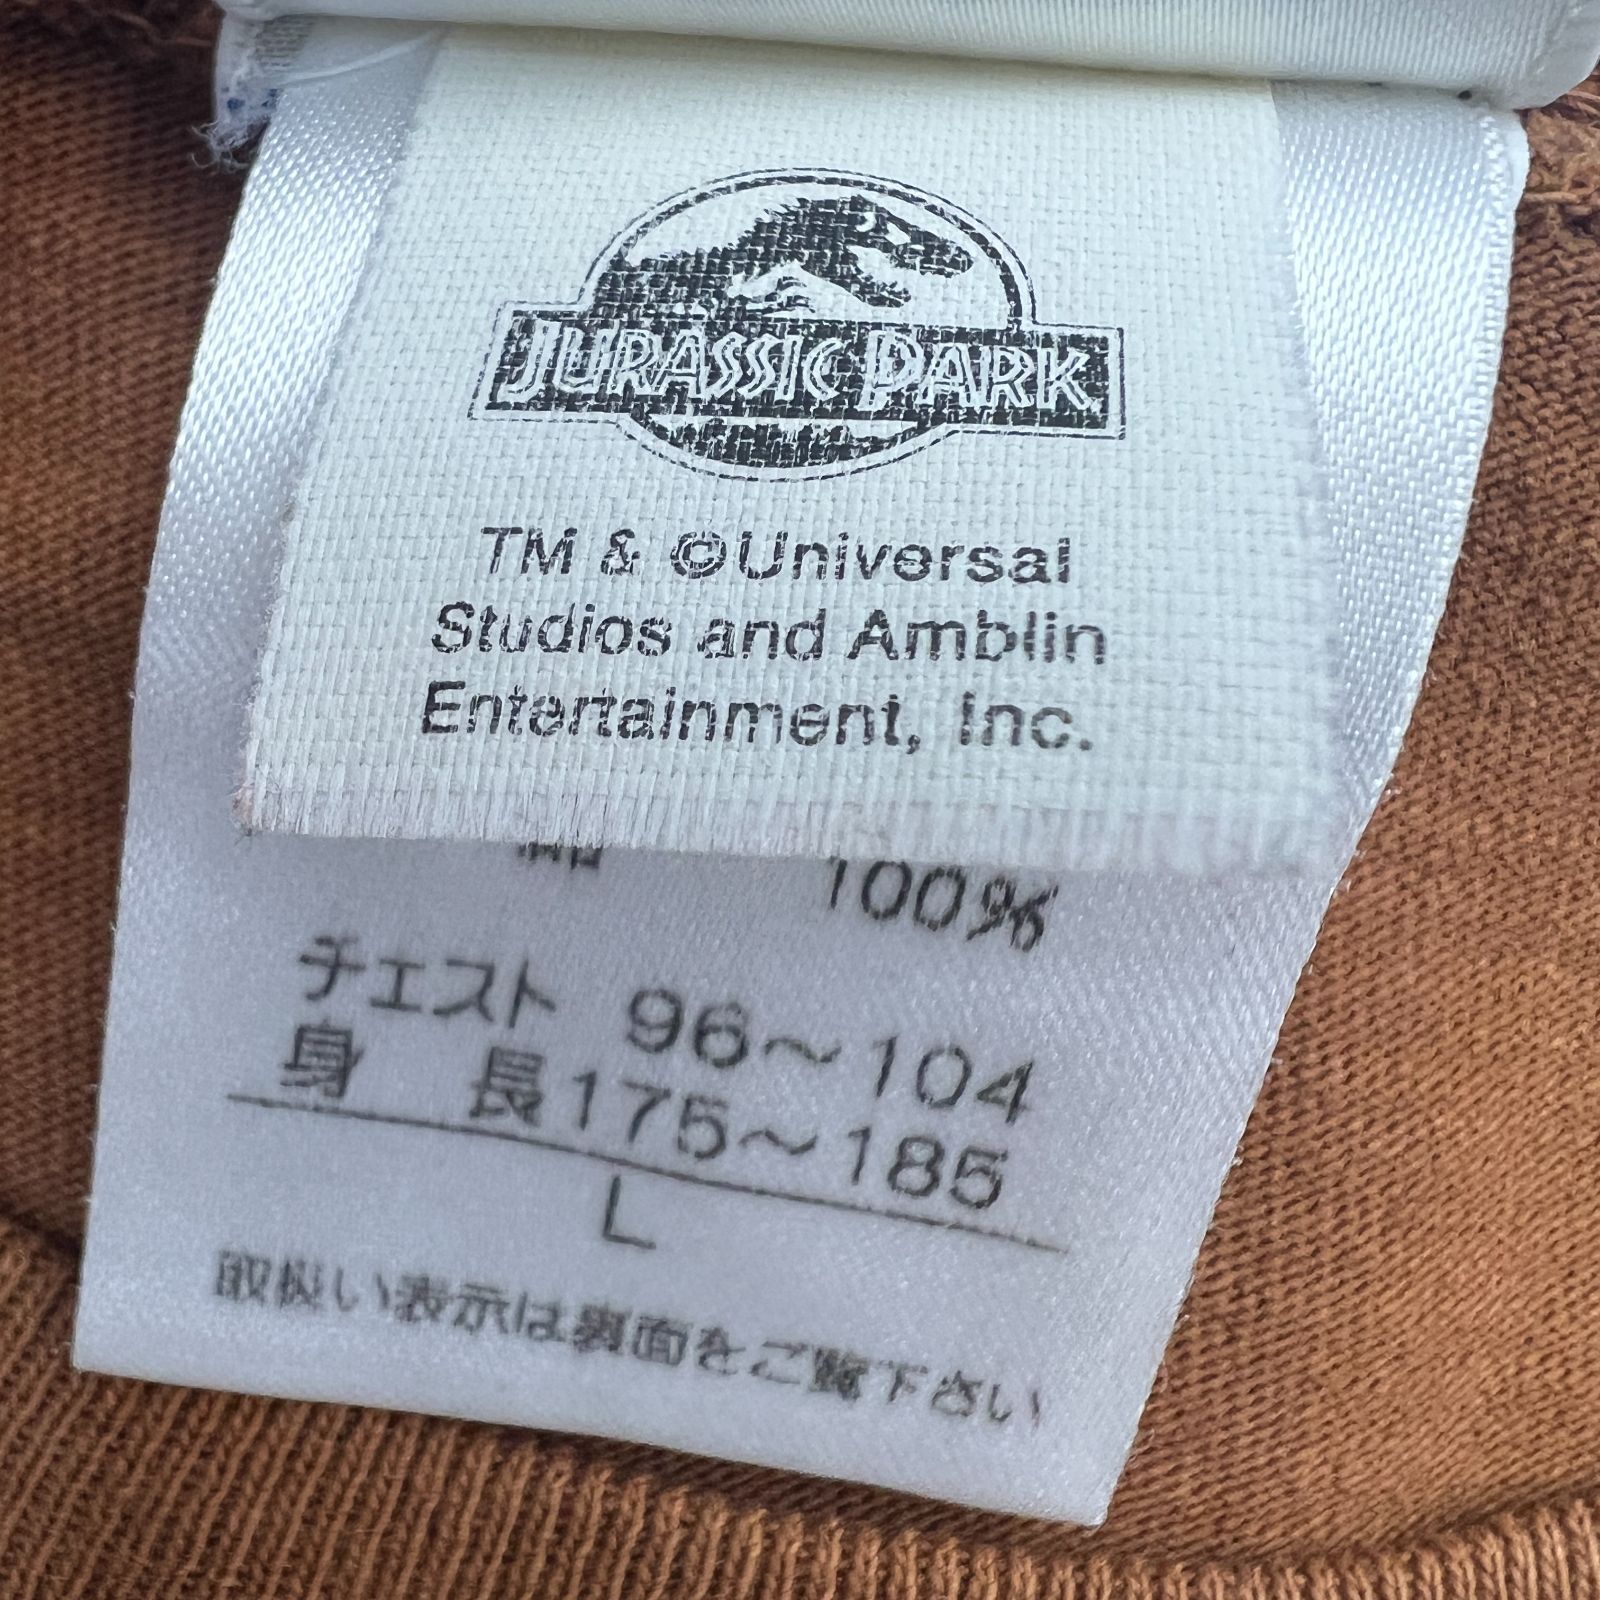 JURASSIC PARK
TM & ©Universal
Studios and Amblin
Entertainment, Inc.
100%
チェスト 96～104
身 長175～185
L
取扱い表示は裏面をご覧下さい